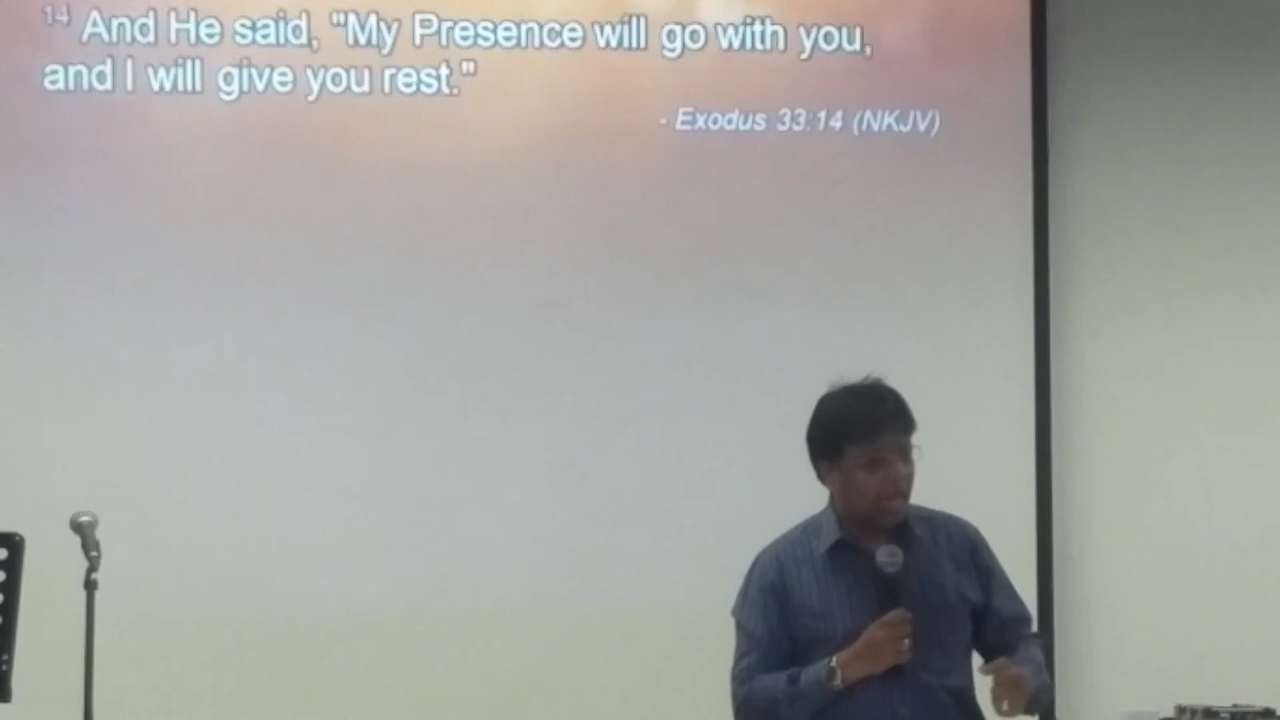 14 And He said, "My Presence will go with you,
and I will give you rest."
- Exodus 33:14 (NKJV)